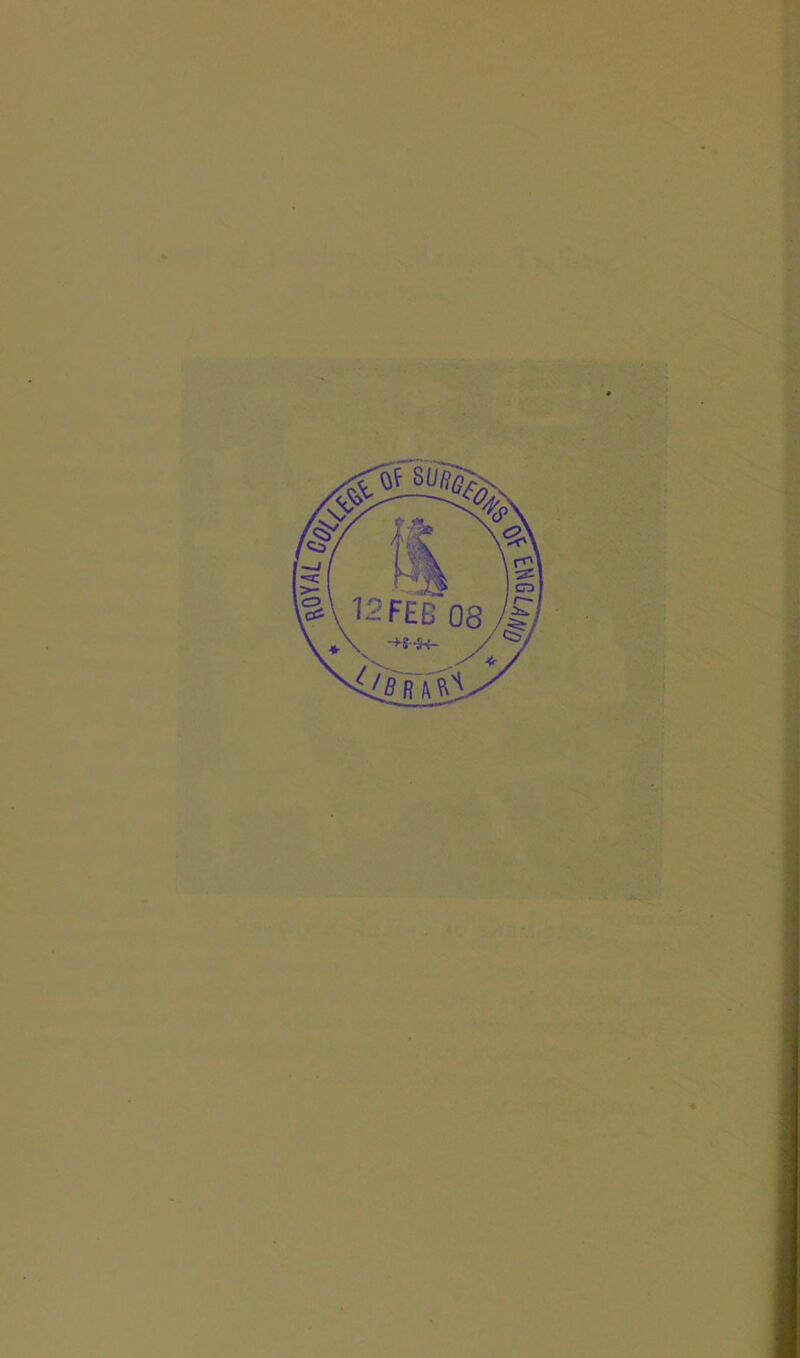 ROYAL COLLEGE OF SURGEONS OF ENGLAND
12 FEB 08
* LIBRARY *